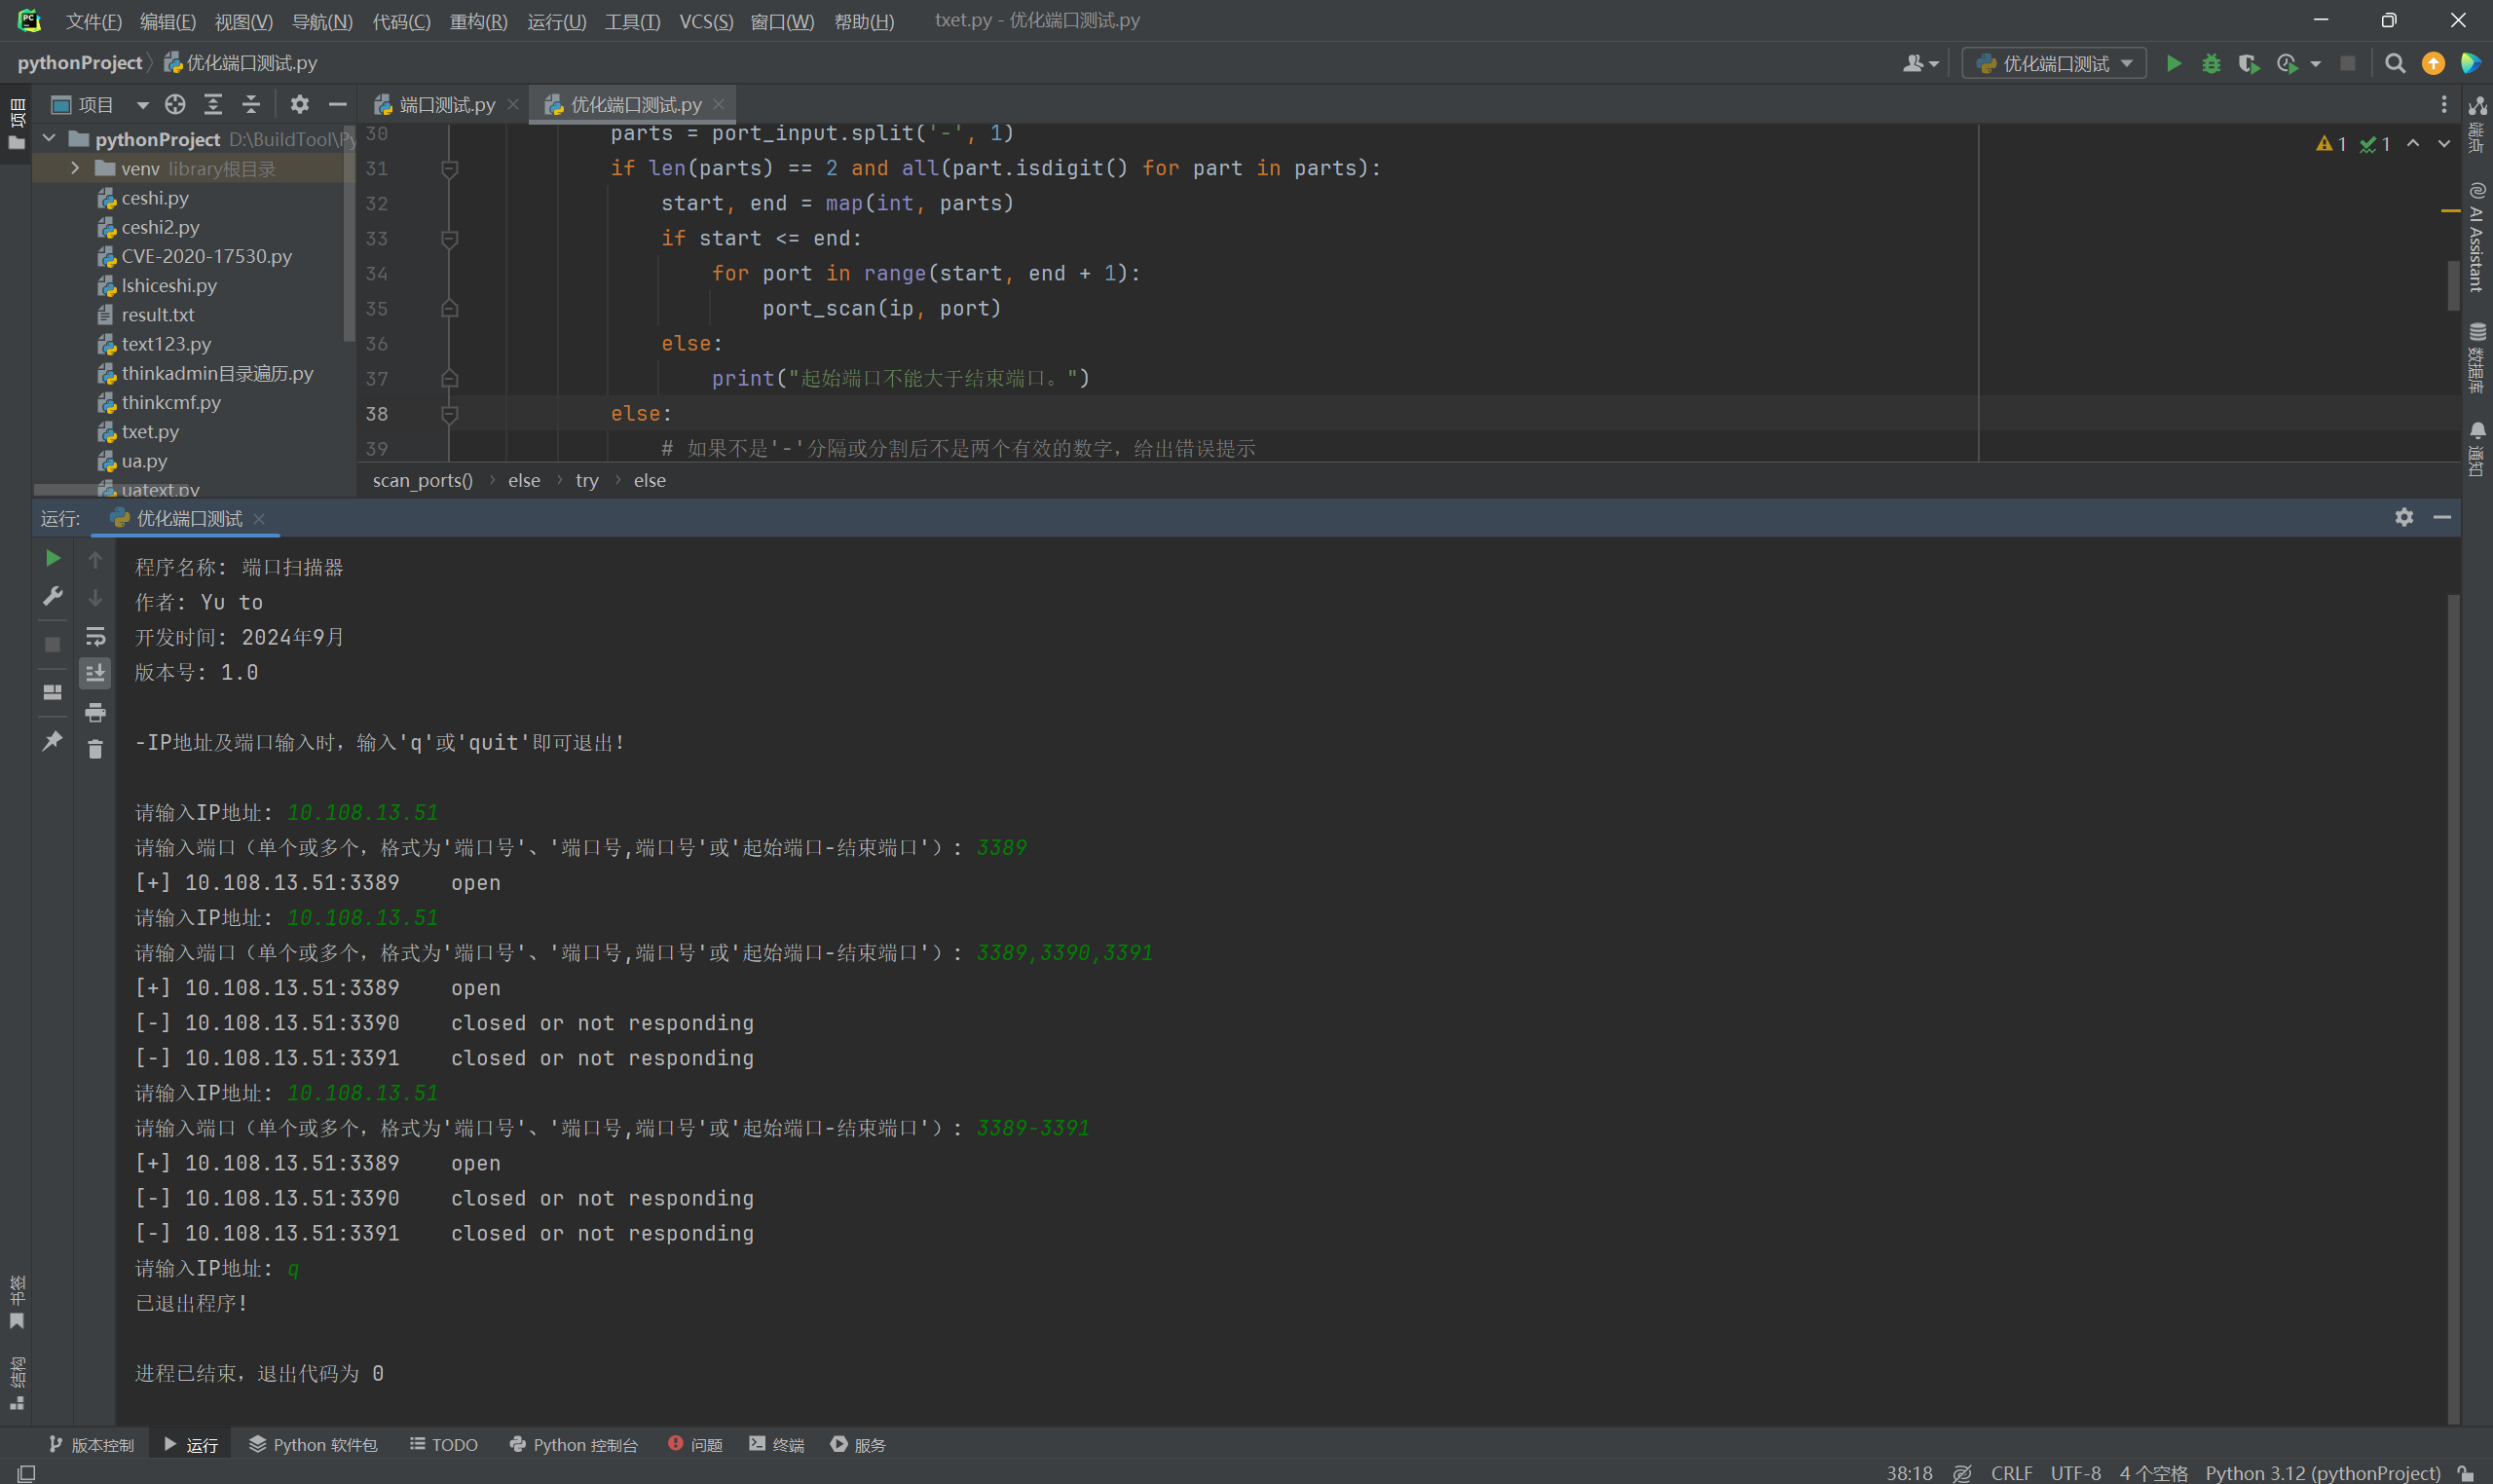 文件(F) 编辑(E) 视图(V) 导航(N) 代码(C) 重构(R) 运行(U) 工具(T) VCS(S) 窗口(W) 帮助(H) txet.py - 优化端口测试.py
pythonProject 优化端口测试.py 优化端口测试
项目 端口测试.py 优化端口测试.py
项目
pythonProject D:\BuildTool\Py
venv library根目录
ceshi.py
ceshi2.py
CVE-2020-17530.py
lshiceshi.py
result.txt
text123.py
thinkadmin目录遍历.py
thinkcmf.py
txet.py
ua.py
uatext.py
30 parts = port_input.split('-', 1)
31 if len(parts) == 2 and all(part.isdigit() for part in parts):
32 start, end = map(int, parts)
33 if start <= end:
34 for port in range(start, end + 1):
35 port_scan(ip, port)
36 else:
37 print("起始端口不能大于结束端口。")
38 else:
39 # 如果不是'-'分隔或分割后不是两个有效的数字，给出错误提示
1 1
scan_ports() › else › try › else
端点
AI Assistant
数据库
通知
运行: 优化端口测试
程序名称: 端口扫描器
作者: Yu to
开发时间: 2024年9月
版本号: 1.0
-IP地址及端口输入时，输入'q'或'quit'即可退出!
请输入IP地址: 10.108.13.51
请输入端口（单个或多个，格式为'端口号'、'端口号,端口号'或'起始端口-结束端口'）: 3389
[+] 10.108.13.51:3389 open
请输入IP地址: 10.108.13.51
请输入端口（单个或多个，格式为'端口号'、'端口号,端口号'或'起始端口-结束端口'）: 3389,3390,3391
[+] 10.108.13.51:3389 open
[-] 10.108.13.51:3390 closed or not responding
[-] 10.108.13.51:3391 closed or not responding
请输入IP地址: 10.108.13.51
请输入端口（单个或多个，格式为'端口号'、'端口号,端口号'或'起始端口-结束端口'）: 3389-3391
[+] 10.108.13.51:3389 open
[-] 10.108.13.51:3390 closed or not responding
[-] 10.108.13.51:3391 closed or not responding
请输入IP地址: q
已退出程序!
进程已结束，退出代码为 0
书签
结构
版本控制 运行 Python 软件包 TODO Python 控制台 问题 终端 服务
38:18 CRLF UTF-8 4 个空格 Python 3.12 (pythonProject)